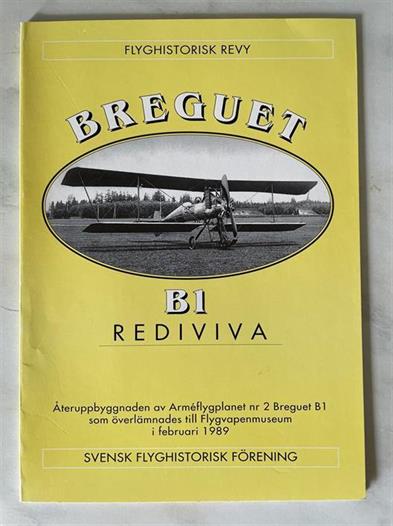 FLYGHISTORISK REVY
BREGUET
B1
REDIVIVA
Återuppbyggnaden av Arméflygplanet nr 2 Breguet B1
som överlämnades till Flygvapenmuseum
i februari 1989
SVENSK FLYGHISTORISK FÖRENING